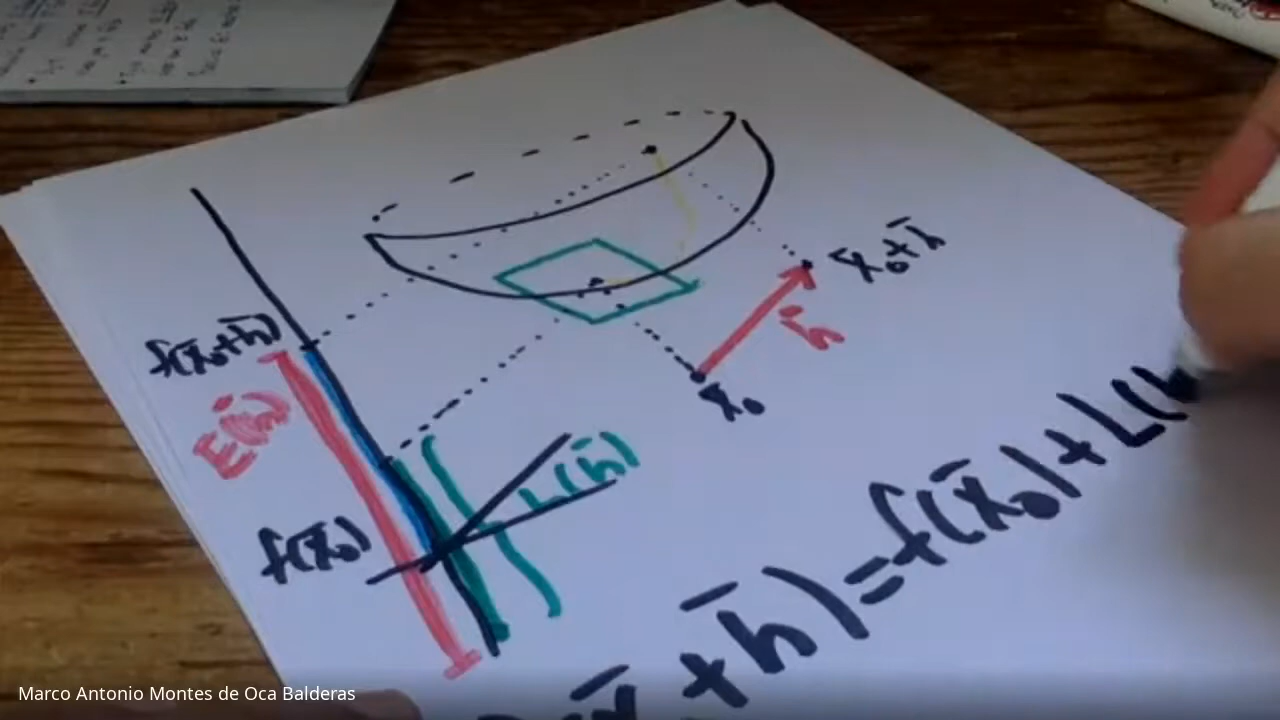 f(x̄₀+h̄)
E(h̄)
f(x̄₀)
L(h̄)
x̄₀+h̄
h̄
x̄₀
x̄+h̄)=f(x̄₀)+L(h
Marco Antonio Montes de Oca Balderas